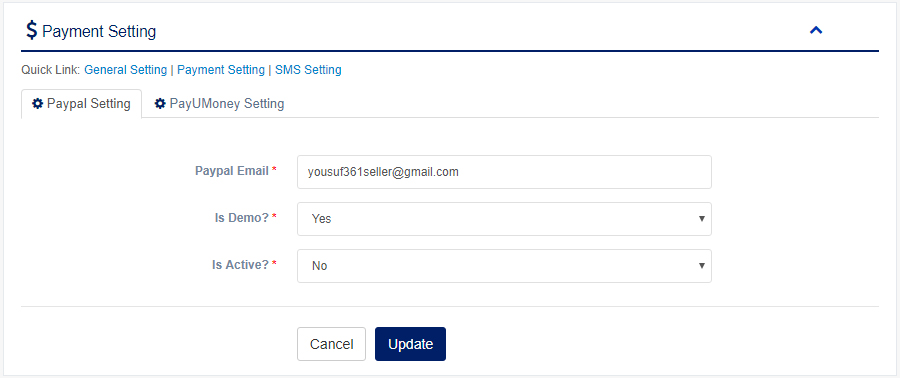 $ Payment Setting
Quick Link: General Setting | Payment Setting | SMS Setting
Paypal Setting PayUMoney Setting
Paypal Email * yousuf361seller@gmail.com
Is Demo? * Yes
Is Active? * No
Cancel Update